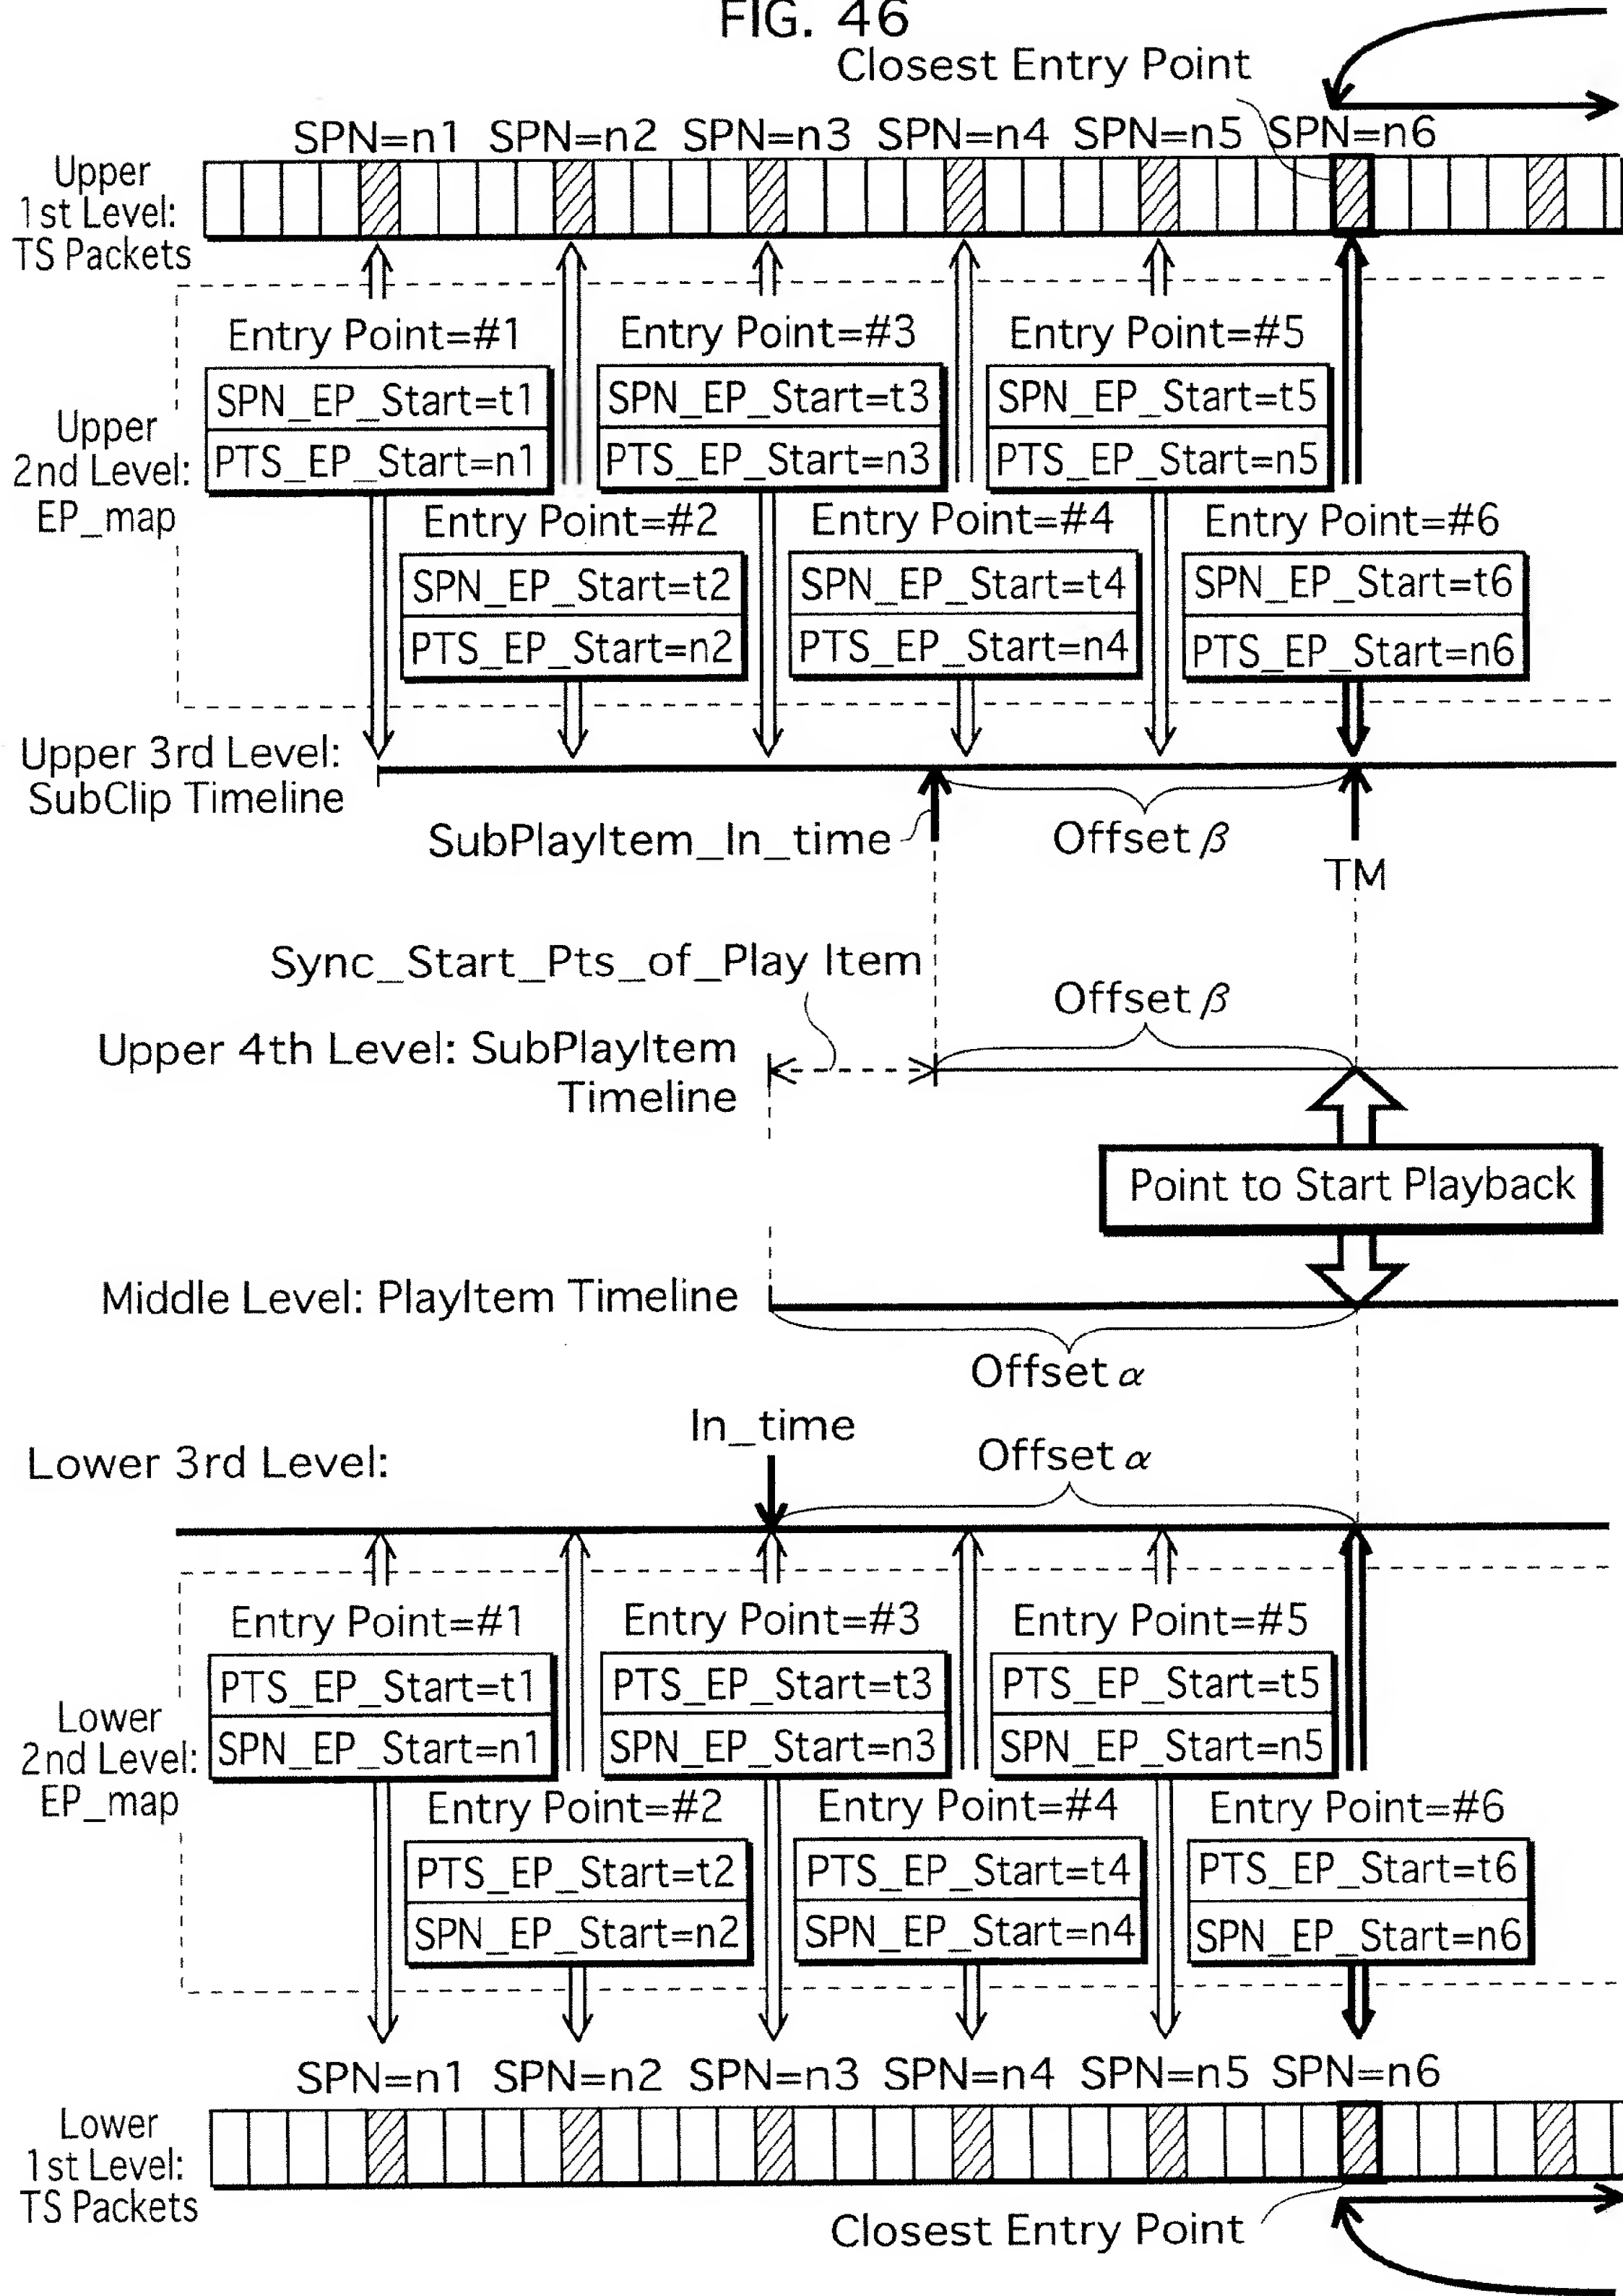 FIG. 46
Closest Entry Point
SPN=n1 SPN=n2 SPN=n3 SPN=n4 SPN=n5 SPN=n6
Upper
1st Level:
TS Packets
Entry Point=#1 Entry Point=#3 Entry Point=#5
SPN_EP_Start=t1 SPN_EP_Start=t3 SPN_EP_Start=t5
PTS_EP_Start=n1 PTS_EP_Start=n3 PTS_EP_Start=n5
Upper
2nd Level:
EP_map
Entry Point=#2 Entry Point=#4 Entry Point=#6
SPN_EP_Start=t2 SPN_EP_Start=t4 SPN_EP_Start=t6
PTS_EP_Start=n2 PTS_EP_Start=n4 PTS_EP_Start=n6
Upper 3rd Level:
SubClip Timeline
SubPlayItem_In_time
Offset β
TM
Sync_Start_Pts_of_Play Item
Offset β
Upper 4th Level: SubPlayItem
Timeline
Point to Start Playback
Middle Level: PlayItem Timeline
Offset α
In_time
Lower 3rd Level:
Offset α
Entry Point=#1 Entry Point=#3 Entry Point=#5
PTS_EP_Start=t1 PTS_EP_Start=t3 PTS_EP_Start=t5
SPN_EP_Start=n1 SPN_EP_Start=n3 SPN_EP_Start=n5
Lower
2nd Level:
EP_map
Entry Point=#2 Entry Point=#4 Entry Point=#6
PTS_EP_Start=t2 PTS_EP_Start=t4 PTS_EP_Start=t6
SPN_EP_Start=n2 SPN_EP_Start=n4 SPN_EP_Start=n6
SPN=n1 SPN=n2 SPN=n3 SPN=n4 SPN=n5 SPN=n6
Lower
1st Level:
TS Packets
Closest Entry Point